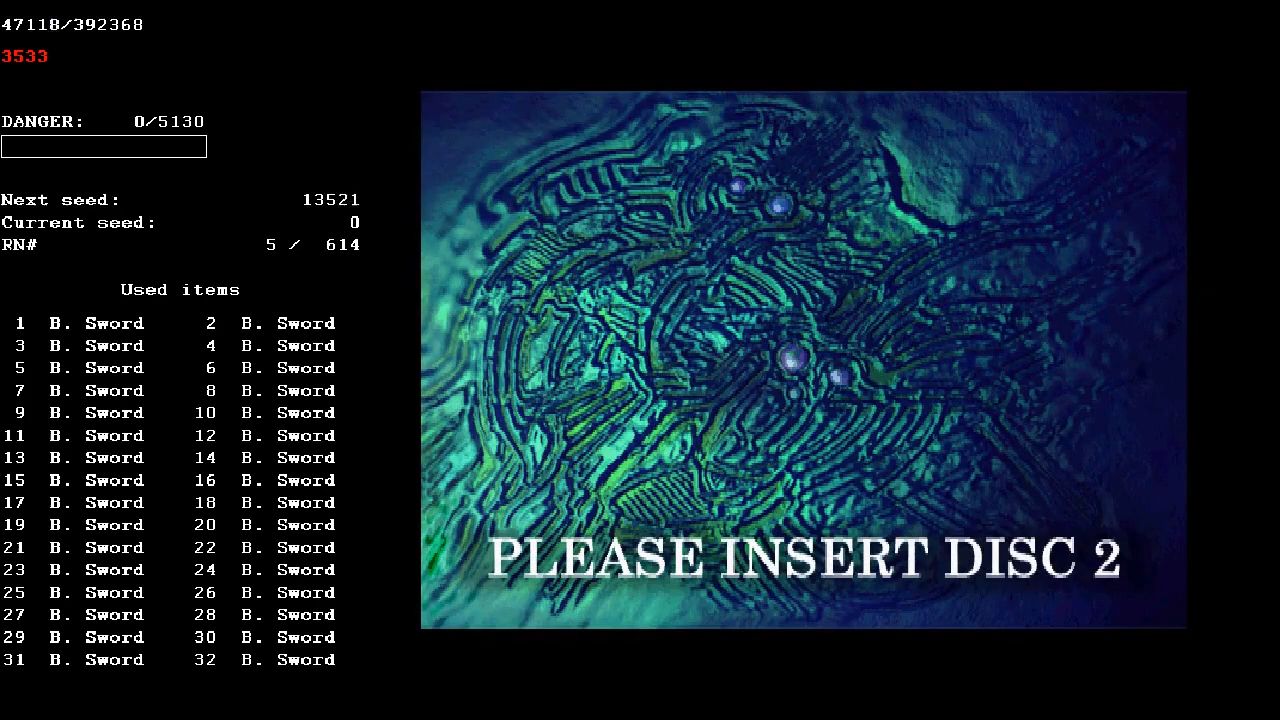 47118/392368
3533
DANGER: 0/5130
Next seed: 13521
Current seed: 0
RN# 5 / 614
Used items
1 B. Sword 2 B. Sword
3 B. Sword 4 B. Sword
5 B. Sword 6 B. Sword
7 B. Sword 8 B. Sword
9 B. Sword 10 B. Sword
11 B. Sword 12 B. Sword
13 B. Sword 14 B. Sword
15 B. Sword 16 B. Sword
17 B. Sword 18 B. Sword
19 B. Sword 20 B. Sword
21 B. Sword 22 B. Sword
23 B. Sword 24 B. Sword
25 B. Sword 26 B. Sword
27 B. Sword 28 B. Sword
29 B. Sword 30 B. Sword
31 B. Sword 32 B. Sword
PLEASE INSERT DISC 2